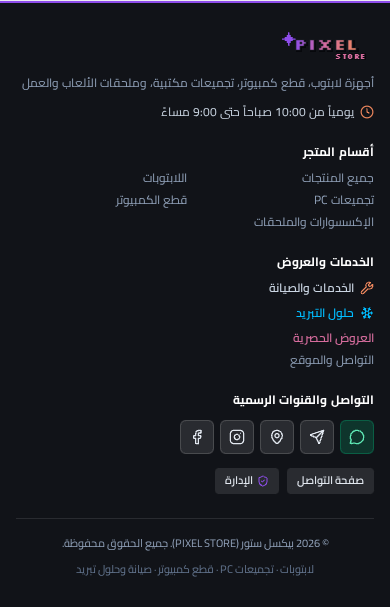 PIXEL
STORE
أجهزة لابتوب، قطع كمبيوتر، تجميعات مكتبية، وملحقات الألعاب والعمل
يومياً من 10:00 صباحاً حتى 9:00 مساءً
أقسام المتجر
جميع المنتجات
اللابتوبات
تجميعات PC
قطع الكمبيوتر
الإكسسوارات والملحقات
الخدمات والعروض
الخدمات والصيانة
حلول التبريد
العروض الحصرية
التواصل والموقع
التواصل والقنوات الرسمية
صفحة التواصل
الإدارة
© 2026 بيكسل ستور (PIXEL STORE). جميع الحقوق محفوظة.
لابتوبات · تجميعات PC · قطع كمبيوتر · صيانة وحلول تبريد